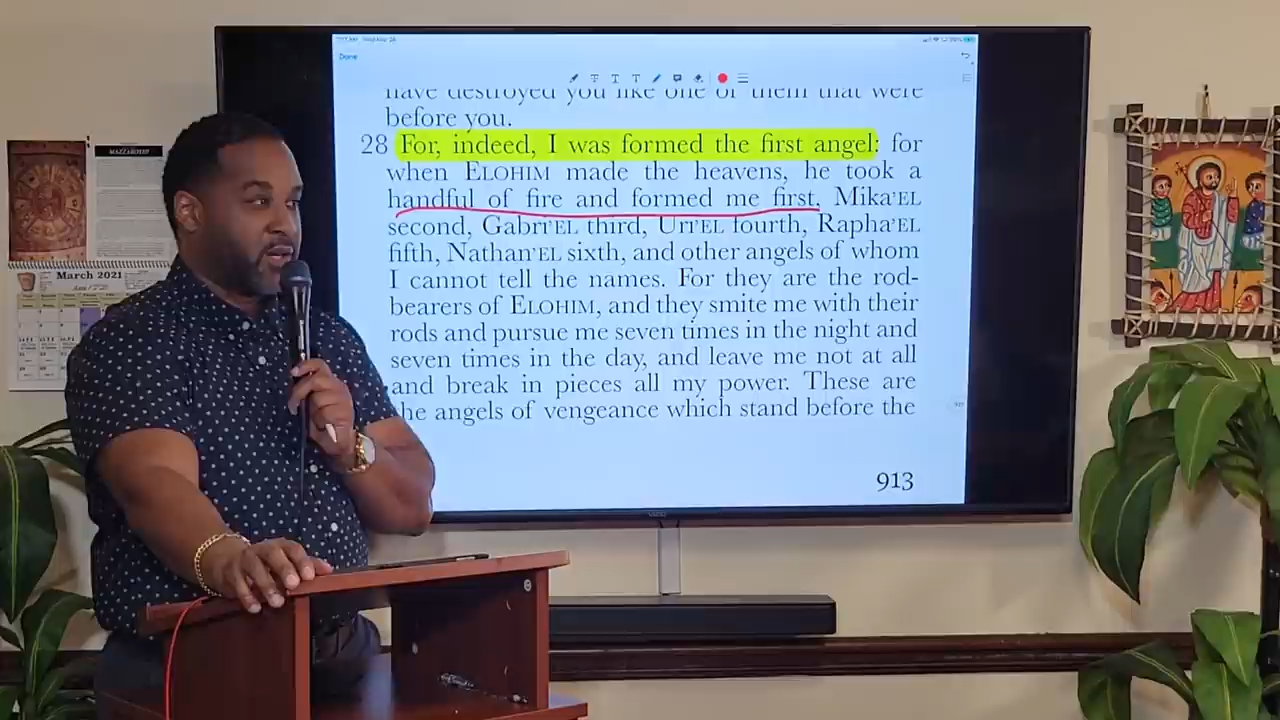 Done
have destroyed you like one of them that were
before you.
28 For, indeed, I was formed the first angel: for
when ELOHIM made the heavens, he took a
handful of fire and formed me first, Mika'EL
second, Gabri'EL third, Uri'EL fourth, Rapha'EL
fifth, Nathan'EL sixth, and other angels of whom
I cannot tell the names. For they are the rod-
bearers of ELOHIM, and they smite me with their
rods and pursue me seven times in the night and
seven times in the day, and leave me not at all
and break in pieces all my power. These are
the angels of vengeance which stand before the
913
MAZZAROTH
March 2021
VIZIO